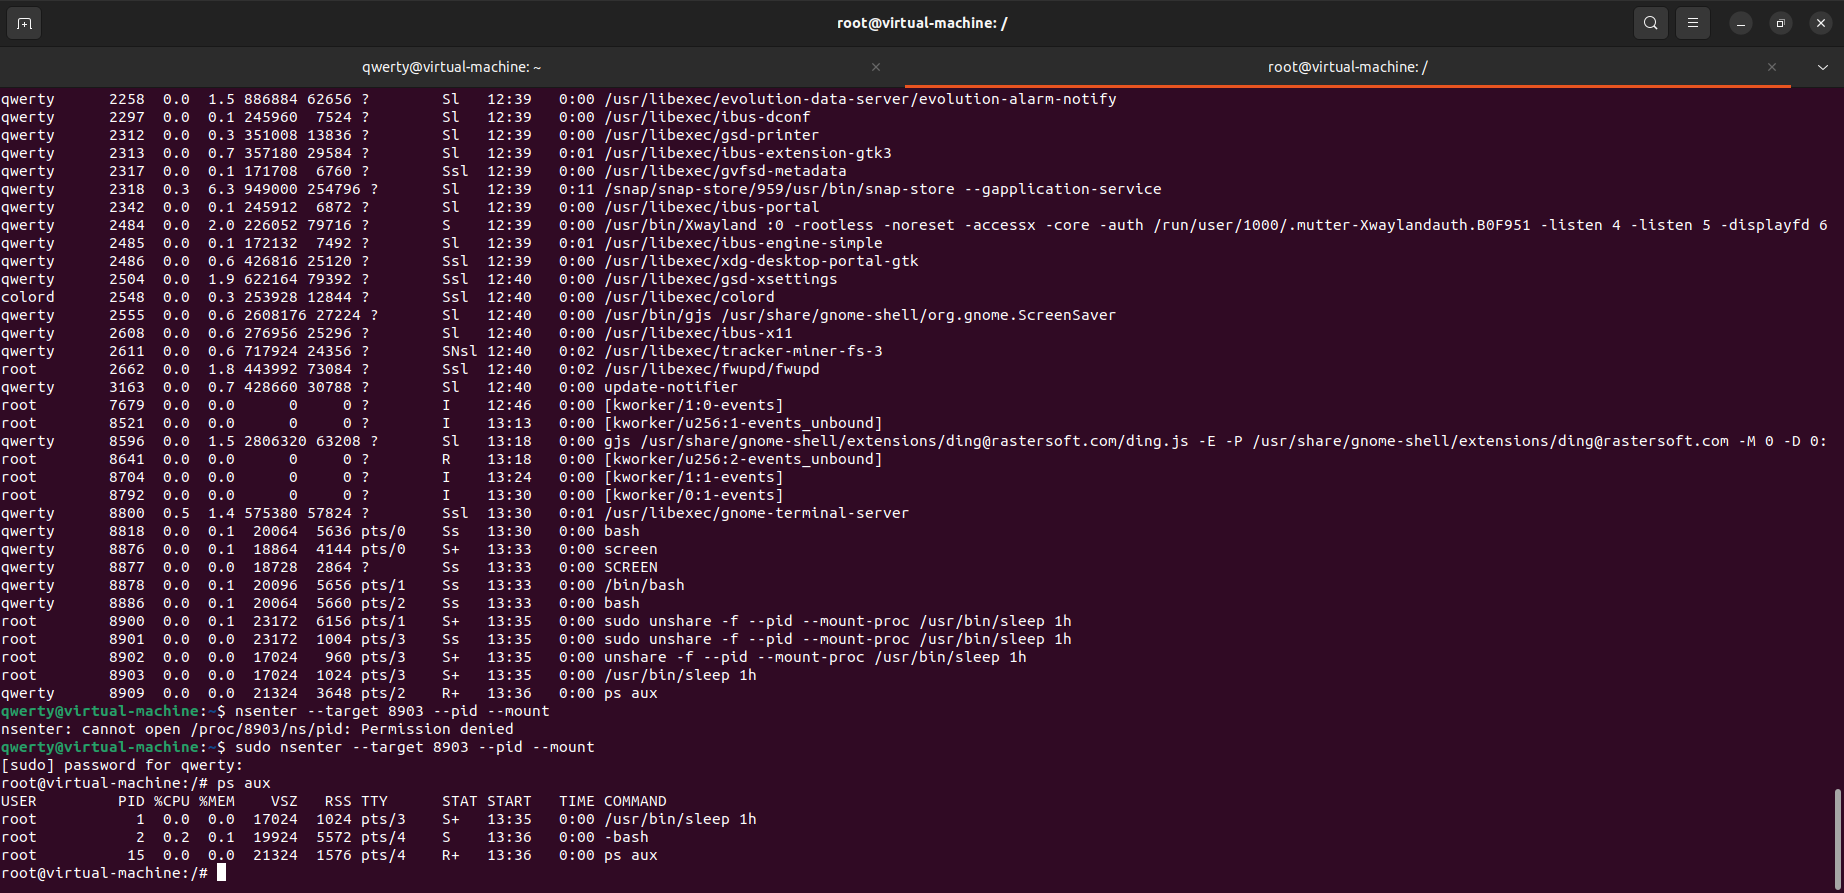 root@virtual-machine: /
qwerty@virtual-machine: ~
root@virtual-machine: /
qwerty 2258 0.0 1.5 886884 62656 ? Sl 12:39 0:00 /usr/libexec/evolution-data-server/evolution-alarm-notify
qwerty 2297 0.0 0.1 245960 7524 ? Sl 12:39 0:00 /usr/libexec/ibus-dconf
qwerty 2312 0.0 0.3 351008 13836 ? Sl 12:39 0:00 /usr/libexec/gsd-printer
qwerty 2313 0.0 0.7 357180 29584 ? Sl 12:39 0:01 /usr/libexec/ibus-extension-gtk3
qwerty 2317 0.0 0.1 171708 6760 ? Ssl 12:39 0:00 /usr/libexec/gvfsd-metadata
qwerty 2318 0.3 6.3 949000 254796 ? Sl 12:39 0:11 /snap/snap-store/959/usr/bin/snap-store --gapplication-service
qwerty 2342 0.0 0.1 245912 6872 ? Sl 12:39 0:00 /usr/libexec/ibus-portal
qwerty 2484 0.0 2.0 226052 79716 ? S 12:39 0:00 /usr/bin/Xwayland :0 -rootless -noreset -accessx -core -auth /run/user/1000/.mutter-Xwaylandauth.B0F951 -listen 4 -listen 5 -displayfd 6
qwerty 2485 0.0 0.1 172132 7492 ? Sl 12:39 0:01 /usr/libexec/ibus-engine-simple
qwerty 2486 0.0 0.6 426816 25120 ? Ssl 12:39 0:00 /usr/libexec/xdg-desktop-portal-gtk
qwerty 2504 0.0 1.9 622164 79392 ? Ssl 12:40 0:00 /usr/libexec/gsd-xsettings
colord 2548 0.0 0.3 253928 12844 ? Ssl 12:40 0:00 /usr/libexec/colord
qwerty 2555 0.0 0.6 2608176 27224 ? Sl 12:40 0:00 /usr/bin/gjs /usr/share/gnome-shell/org.gnome.ScreenSaver
qwerty 2608 0.0 0.6 276956 25296 ? Sl 12:40 0:00 /usr/libexec/ibus-x11
qwerty 2611 0.0 0.6 717924 24356 ? SNsl 12:40 0:02 /usr/libexec/tracker-miner-fs-3
root 2662 0.0 1.8 443992 73084 ? Ssl 12:40 0:02 /usr/libexec/fwupd/fwupd
qwerty 3163 0.0 0.7 428660 30788 ? Sl 12:40 0:00 update-notifier
root 7679 0.0 0.0 0 0 ? I 12:46 0:00 [kworker/1:0-events]
root 8521 0.0 0.0 0 0 ? I 13:13 0:00 [kworker/u256:1-events_unbound]
qwerty 8596 0.0 1.5 2806320 63208 ? Sl 13:18 0:00 gjs /usr/share/gnome-shell/extensions/ding@rastersoft.com/ding.js -E -P /usr/share/gnome-shell/extensions/ding@rastersoft.com -M 0 -D 0:
root 8641 0.0 0.0 0 0 ? R 13:18 0:00 [kworker/u256:2-events_unbound]
root 8704 0.0 0.0 0 0 ? I 13:24 0:00 [kworker/1:1-events]
root 8792 0.0 0.0 0 0 ? I 13:30 0:00 [kworker/0:1-events]
qwerty 8800 0.5 1.4 575380 57824 ? Ssl 13:30 0:01 /usr/libexec/gnome-terminal-server
qwerty 8818 0.0 0.1 20064 5636 pts/0 Ss 13:30 0:00 bash
qwerty 8876 0.0 0.1 18864 4144 pts/0 S+ 13:33 0:00 screen
qwerty 8877 0.0 0.0 18728 2864 ? Ss 13:33 0:00 SCREEN
qwerty 8878 0.0 0.1 20096 5656 pts/1 Ss 13:33 0:00 /bin/bash
qwerty 8886 0.0 0.1 20064 5660 pts/2 Ss 13:33 0:00 bash
root 8900 0.0 0.1 23172 6156 pts/1 S+ 13:35 0:00 sudo unshare -f --pid --mount-proc /usr/bin/sleep 1h
root 8901 0.0 0.0 23172 1004 pts/3 Ss 13:35 0:00 sudo unshare -f --pid --mount-proc /usr/bin/sleep 1h
root 8902 0.0 0.0 17024 960 pts/3 S+ 13:35 0:00 unshare -f --pid --mount-proc /usr/bin/sleep 1h
root 8903 0.0 0.0 17024 1024 pts/3 S+ 13:35 0:00 /usr/bin/sleep 1h
qwerty 8909 0.0 0.0 21324 3648 pts/2 R+ 13:36 0:00 ps aux
qwerty@virtual-machine:~$ nsenter --target 8903 --pid --mount
nsenter: cannot open /proc/8903/ns/pid: Permission denied
qwerty@virtual-machine:~$ sudo nsenter --target 8903 --pid --mount
[sudo] password for qwerty:
root@virtual-machine:/# ps aux
USER PID %CPU %MEM VSZ RSS TTY STAT START TIME COMMAND
root 1 0.0 0.0 17024 1024 pts/3 S+ 13:35 0:00 /usr/bin/sleep 1h
root 2 0.2 0.1 19924 5572 pts/4 S 13:36 0:00 -bash
root 15 0.0 0.0 21324 1576 pts/4 R+ 13:36 0:00 ps aux
root@virtual-machine:/#